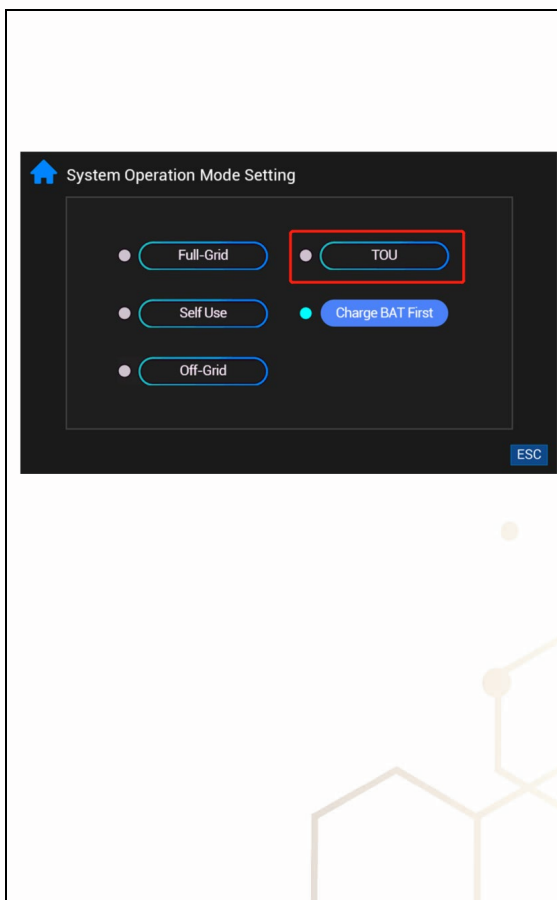 System Operation Mode Setting
Full-Grid
TOU
Self Use
Charge BAT First
Off-Grid
ESC